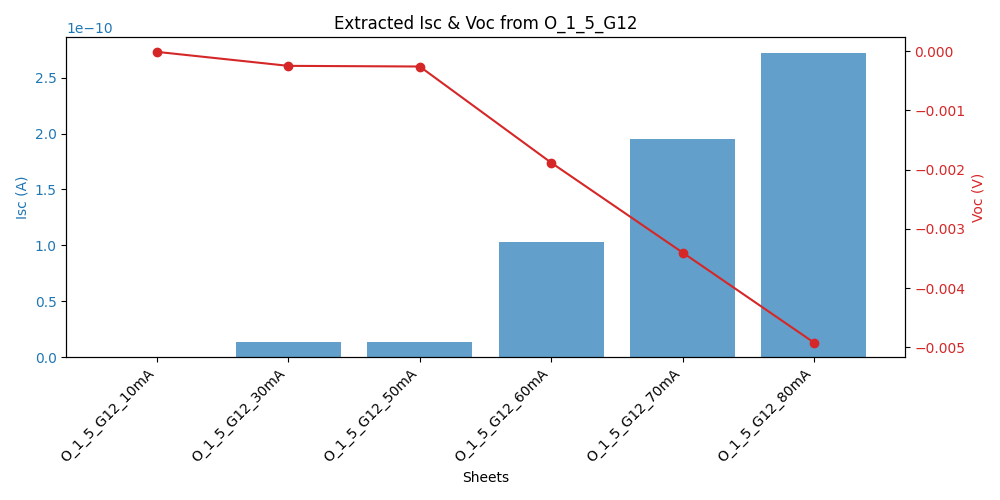 Extracted Isc & Voc from O_1_5_G12
1e−10
2.5
2.0
1.5
1.0
0.5
0.0
Isc (A)
0.000
−0.001
−0.002
−0.003
−0.004
−0.005
Voc (V)
O_1_5_G12_10mA
O_1_5_G12_30mA
O_1_5_G12_50mA
O_1_5_G12_60mA
O_1_5_G12_70mA
O_1_5_G12_80mA
Sheets